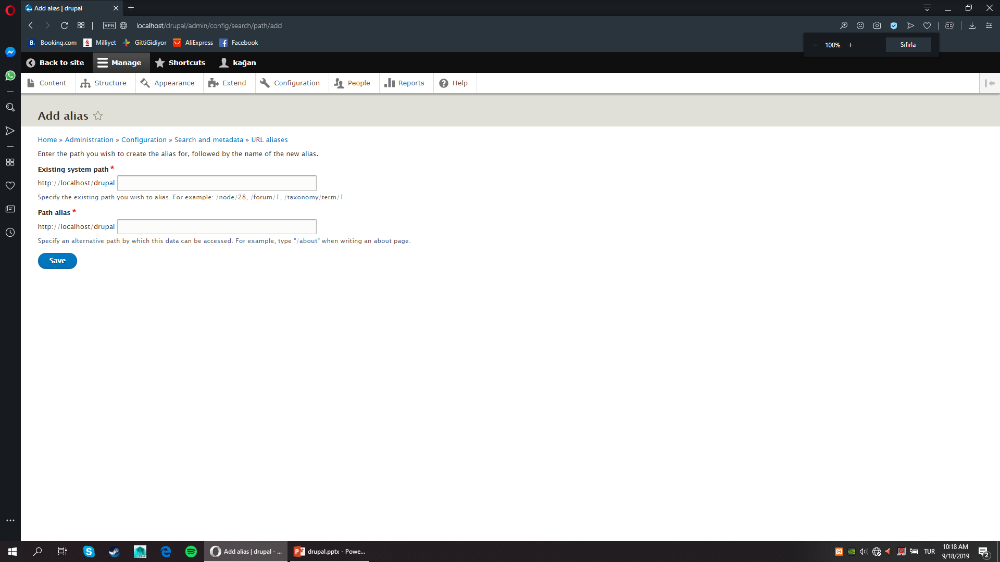 Add alias | drupal
VPN localhost/drupal/admin/config/search/path/add
B. Booking.com Milliyet GittiGidiyor AliExpress Facebook
100% Sıfırla
Back to site Manage Shortcuts kağan
Content Structure Appearance Extend Configuration People Reports Help
Add alias
Home » Administration » Configuration » Search and metadata » URL aliases
Enter the path you wish to create the alias for, followed by the name of the new alias.
Existing system path *
http://localhost/drupal
Specify the existing path you wish to alias. For example: /node/28, /forum/1, /taxonomy/term/1.
Path alias *
http://localhost/drupal
Specify an alternative path by which this data can be accessed. For example, type "/about" when writing an about page.
Save
Add alias | drupal - ... drupal.pptx - Powe... TUR 10:18 AM
9/18/2019 2